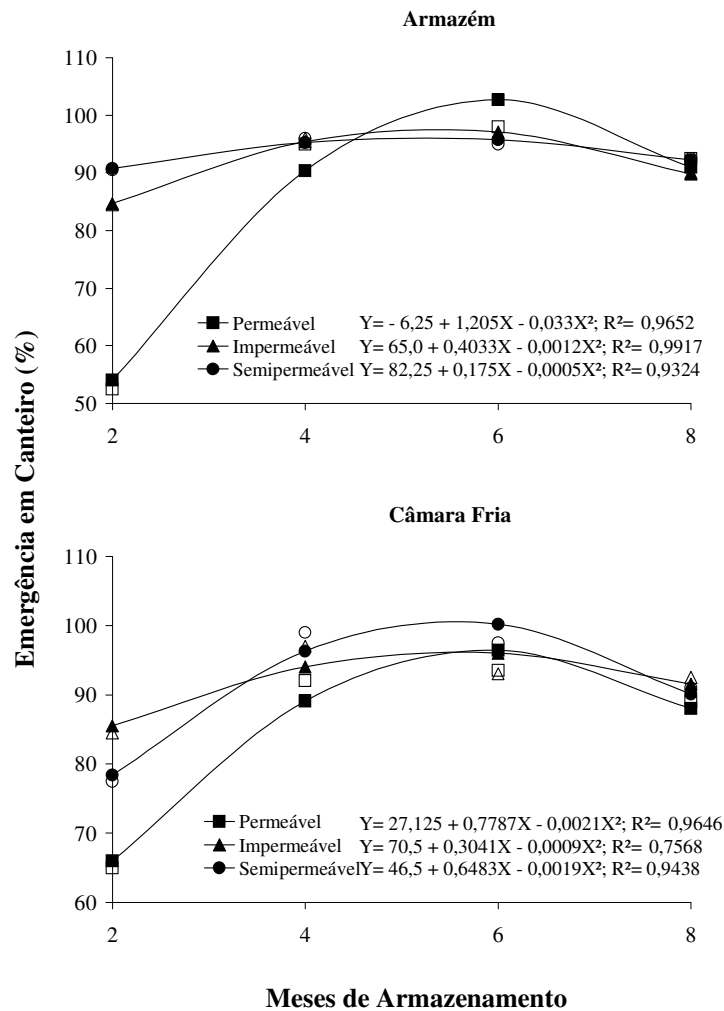 Armazém
110
100
90
80
70
60
50
2 4 6 8
Permeável Y= - 6,25 + 1,205X - 0,033X²; R²= 0,9652
Impermeável Y= 65,0 + 0,4033X - 0,0012X²; R²= 0,9917
Semipermeável Y= 82,25 + 0,175X - 0,0005X²; R²= 0,9324
Emergência em Canteiro (%)
Câmara Fria
110
100
90
80
70
60
2 4 6 8
Permeável Y= 27,125 + 0,7787X - 0,0021X²; R²= 0,9646
Impermeável Y= 70,5 + 0,3041X - 0,0009X²; R²= 0,7568
Semipermeável Y= 46,5 + 0,6483X - 0,0019X²; R²= 0,9438
Meses de Armazenamento